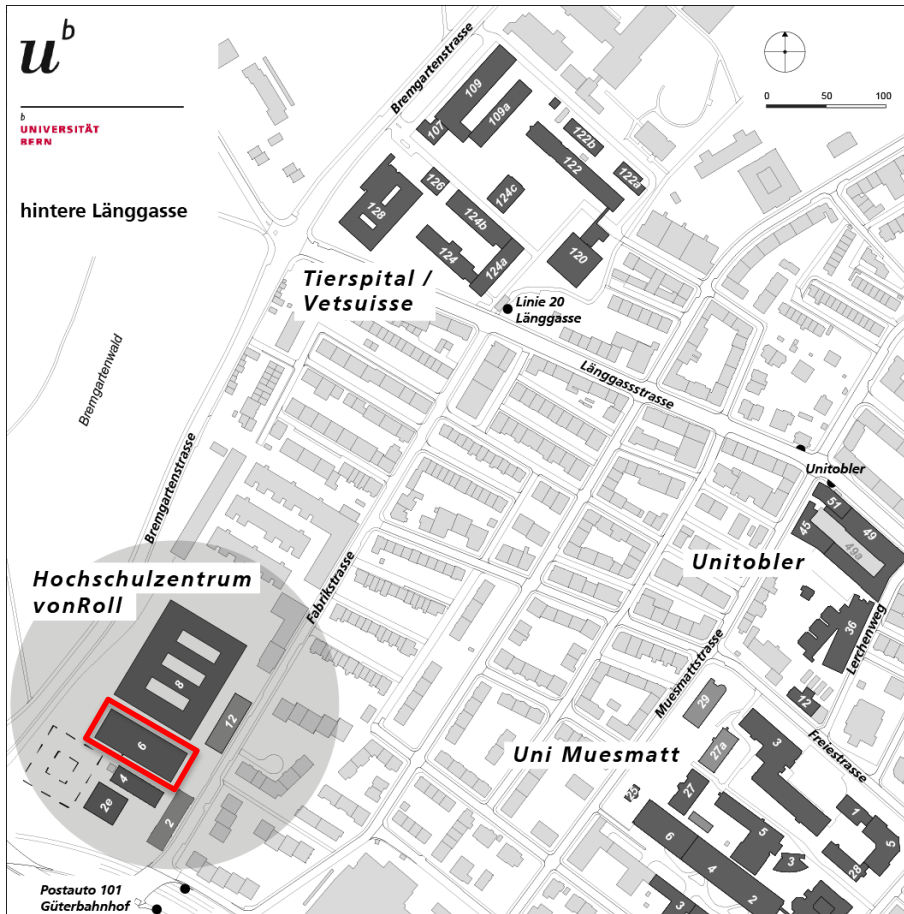 u
b
b
UNIVERSITÄT
BERN
hintere Länggasse
0 50 100
Bremgartenstrasse
109
109a
107
122b
122
122a
126
124c
128
124b
124
124a
120
Tierspital /
Vetsuisse
Linie 20
Länggasse
Länggassstrasse
Bremgartenwald
Bremgartenstrasse
Unitobler
51
45
49
49a
Unitobler
Hochschulzentrum
vonRoll
Fabrikstrasse
36
Lerchenweg
Muesmattstrasse
8
12
6
4
2e
2
12
29
Freiestrasse
Uni Muesmatt
27a
3
25
27
1
5
5
6
3
4
28
3
2
Postauto 101
Güterbahnhof